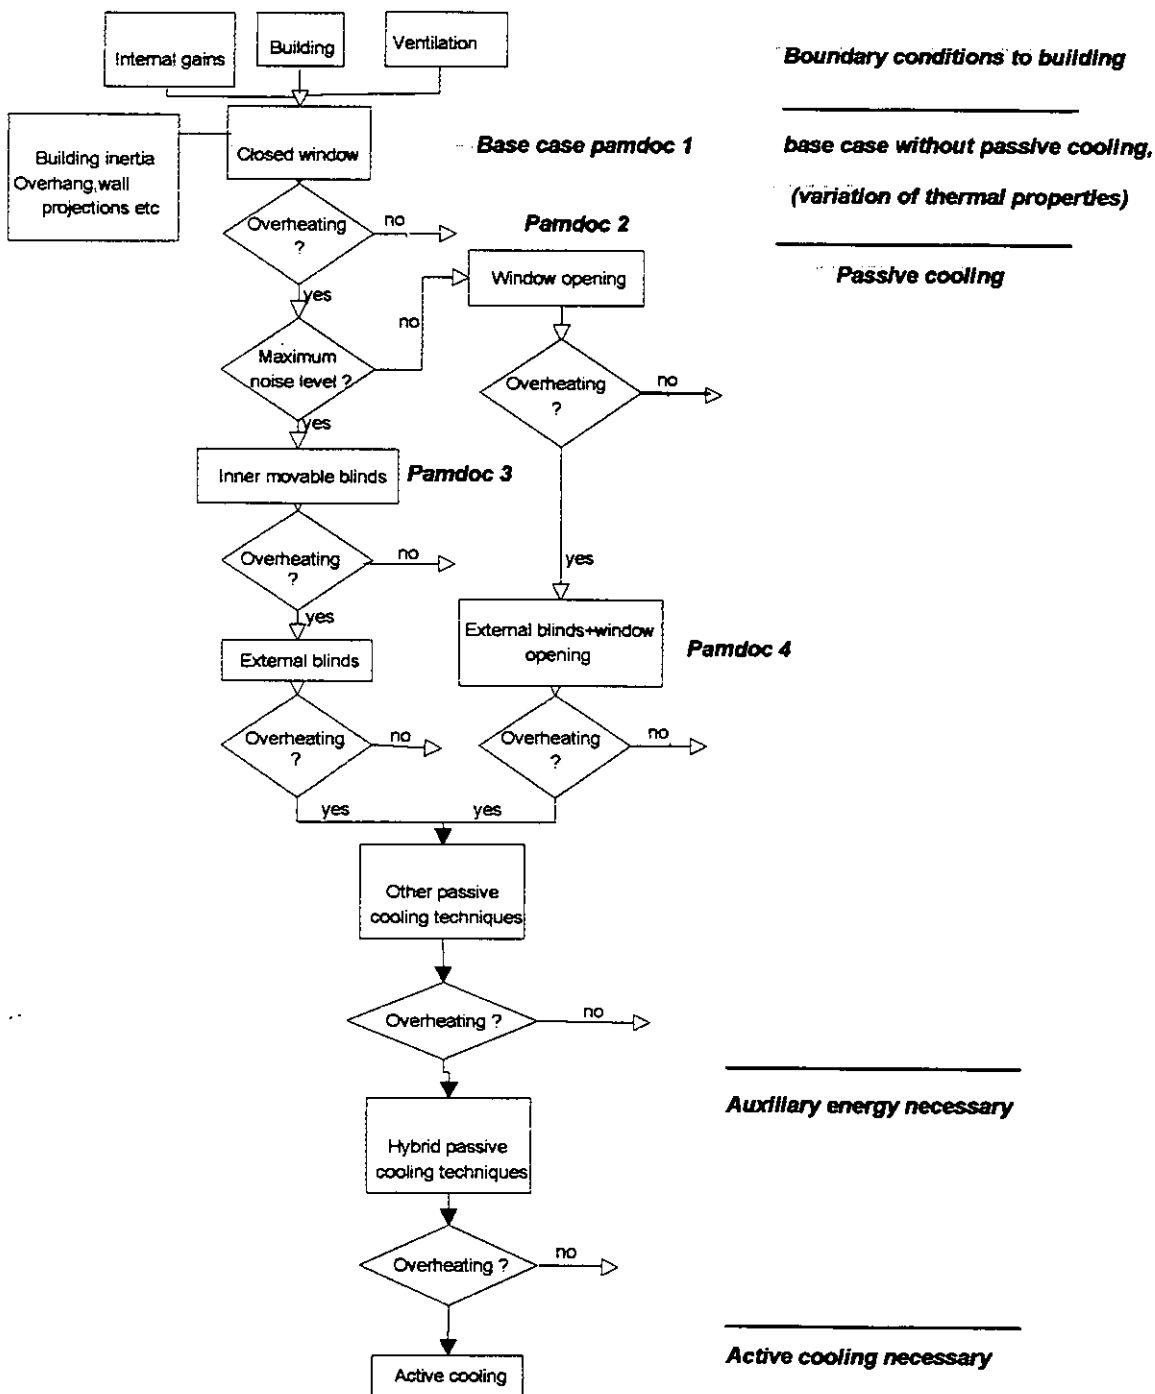 Internal gains
Building
Ventilation
Boundary conditions to building
Building inertia
Overhang,wall
projections etc
Closed window
Base case pamdoc 1
base case without passive cooling,
(variation of thermal properties)
Overheating
?
no
Pamdoc 2
Passive cooling
Window opening
yes
no
Maximum
noise level ?
Overheating
?
no
yes
Inner movable blinds
Pamdoc 3
Overheating
?
no
yes
yes
External blinds
External blinds+window
opening
Pamdoc 4
Overheating
?
no
Overheating
?
no
yes
yes
Other passive
cooling techniques
Overheating ?
no
Auxiliary energy necessary
Hybrid passive
cooling techniques
Overheating ?
no
Active cooling necessary
Active cooling